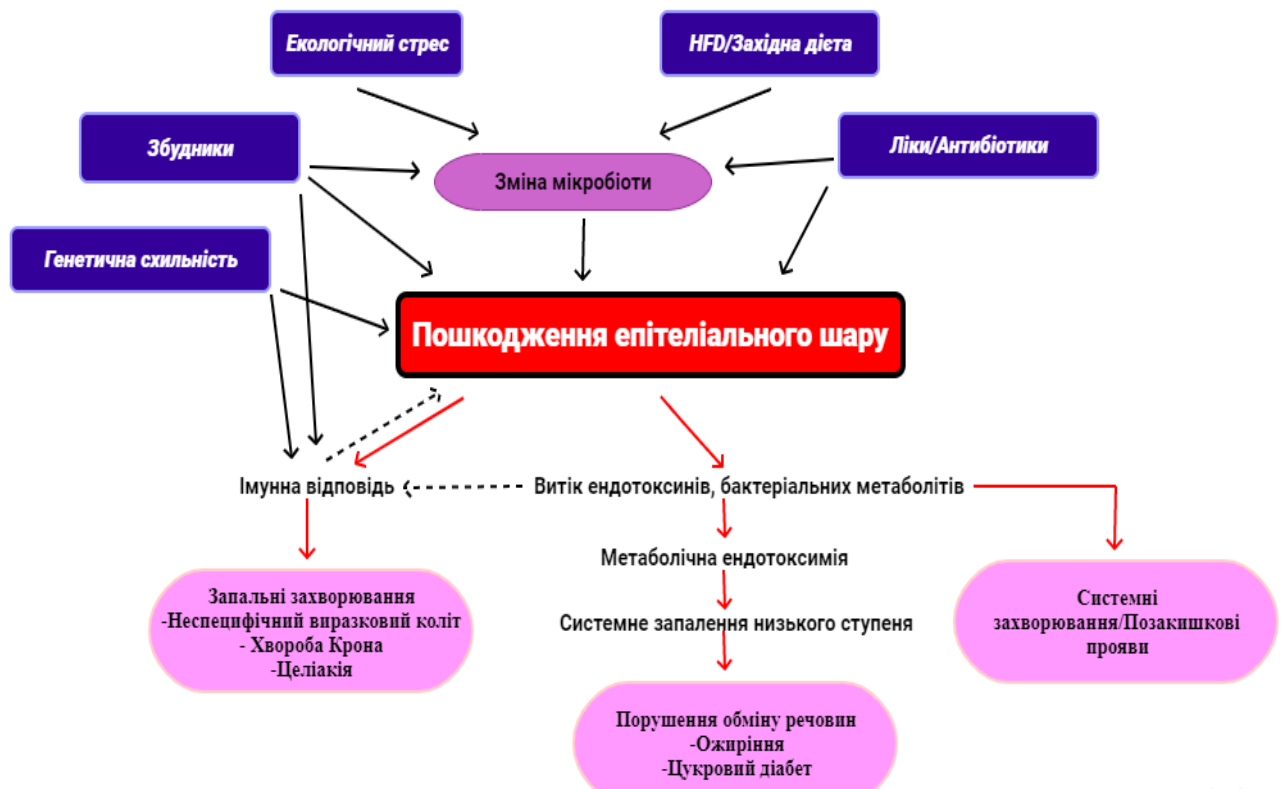 Екологічний стрес
HFD/Західна дієта
Збудники
Ліки/Антибіотики
Зміна мікробіоти
Генетична схильність
Пошкодження епітеліального шару
Імунна відповідь
Витік ендотоксинів, бактеріальних метаболітів
Метаболічна ендотоксимія
Системне запалення низького ступеня
Запальні захворювання
-Неспецифічний виразковий коліт
- Хвороба Крона
-Целіакія
Системні
захворювання/Позакишкові
прояви
Порушення обміну речовин
-Ожиріння
-Цукровий діабет